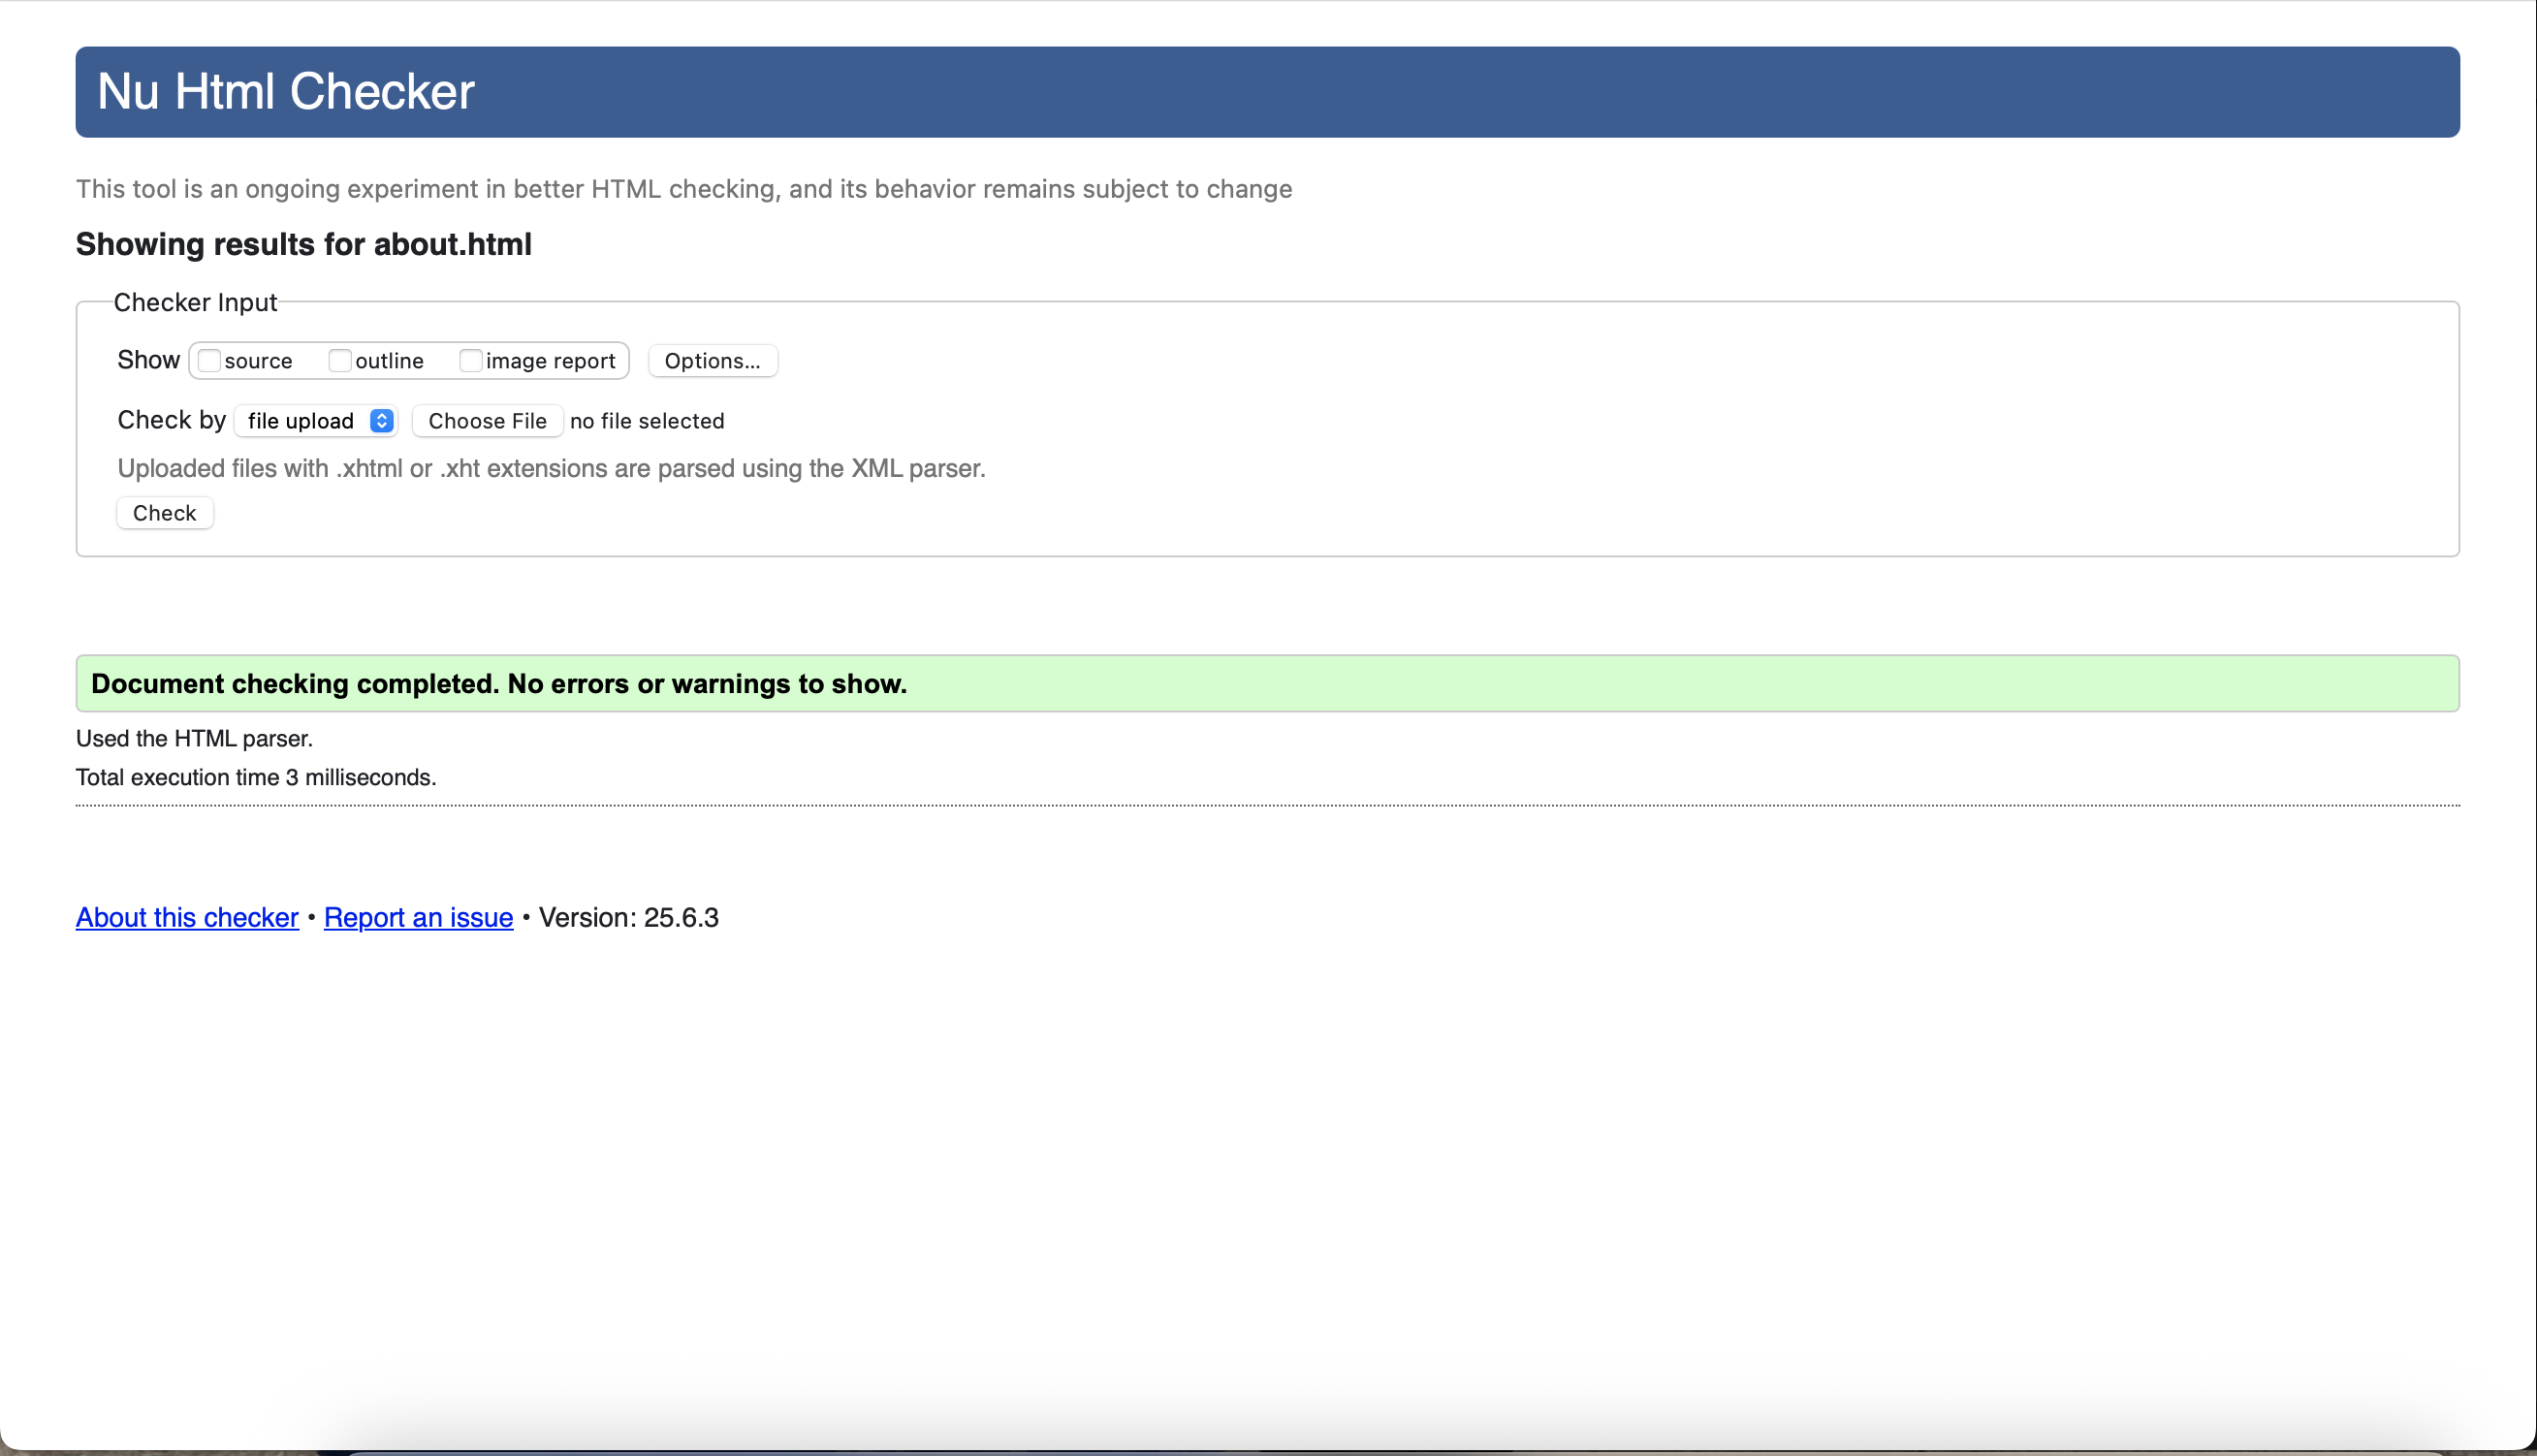 Nu Html Checker
This tool is an ongoing experiment in better HTML checking, and its behavior remains subject to change
Showing results for about.html
Checker Input
Show source outline image report Options...
Check by file upload Choose File no file selected
Uploaded files with .xhtml or .xht extensions are parsed using the XML parser.
Check
Document checking completed. No errors or warnings to show.
Used the HTML parser.
Total execution time 3 milliseconds.
About this checker • Report an issue • Version: 25.6.3